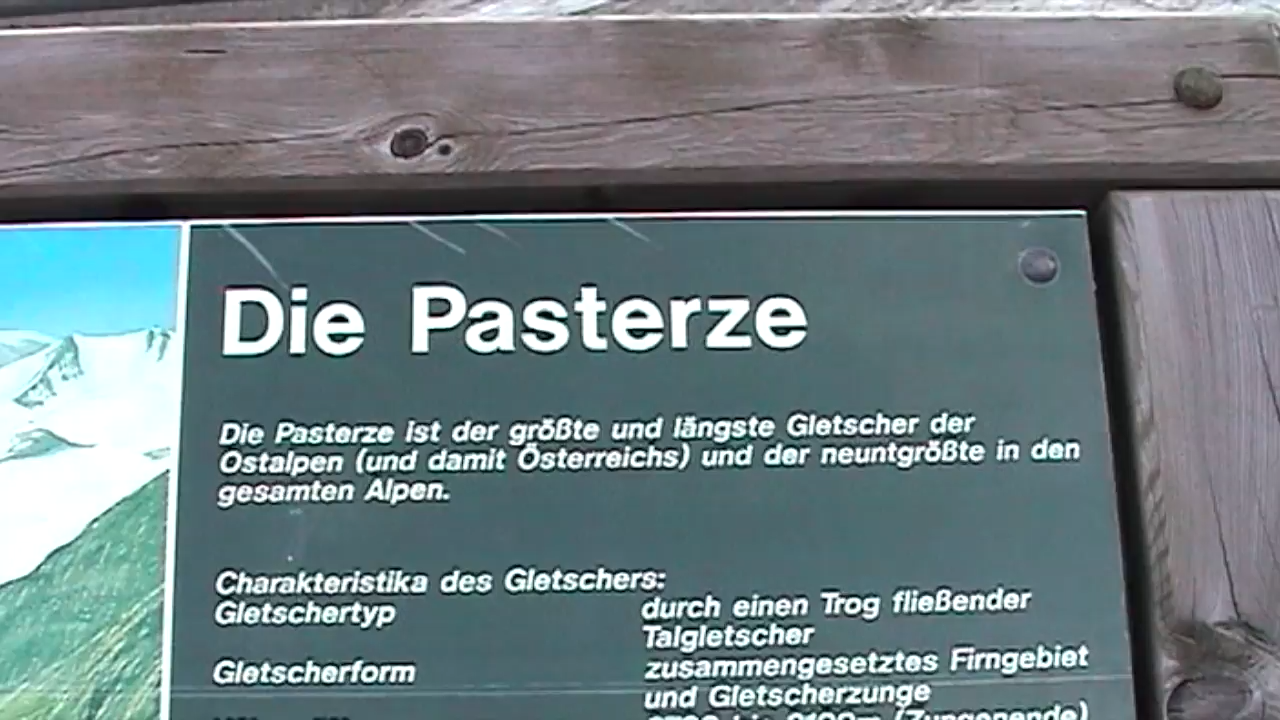 Die Pasterze
Die Pasterze ist der größte und längste Gletscher der
Ostalpen (und damit Österreichs) und der neuntgrößte in den
gesamten Alpen.
Charakteristika des Gletschers:
Gletschertyp durch einen Trog fließender
Talgletscher
Gletscherform zusammengesetztes Firngebiet
und Gletscherzunge
(Zungenende)